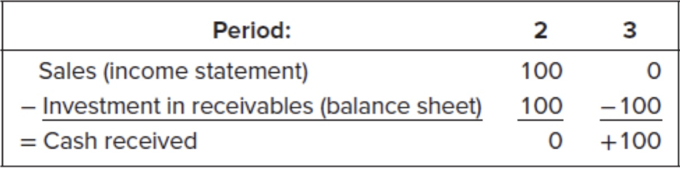 Period: 2 3
Sales (income statement) 100 0
− Investment in receivables (balance sheet) 100 −100
= Cash received 0 +100